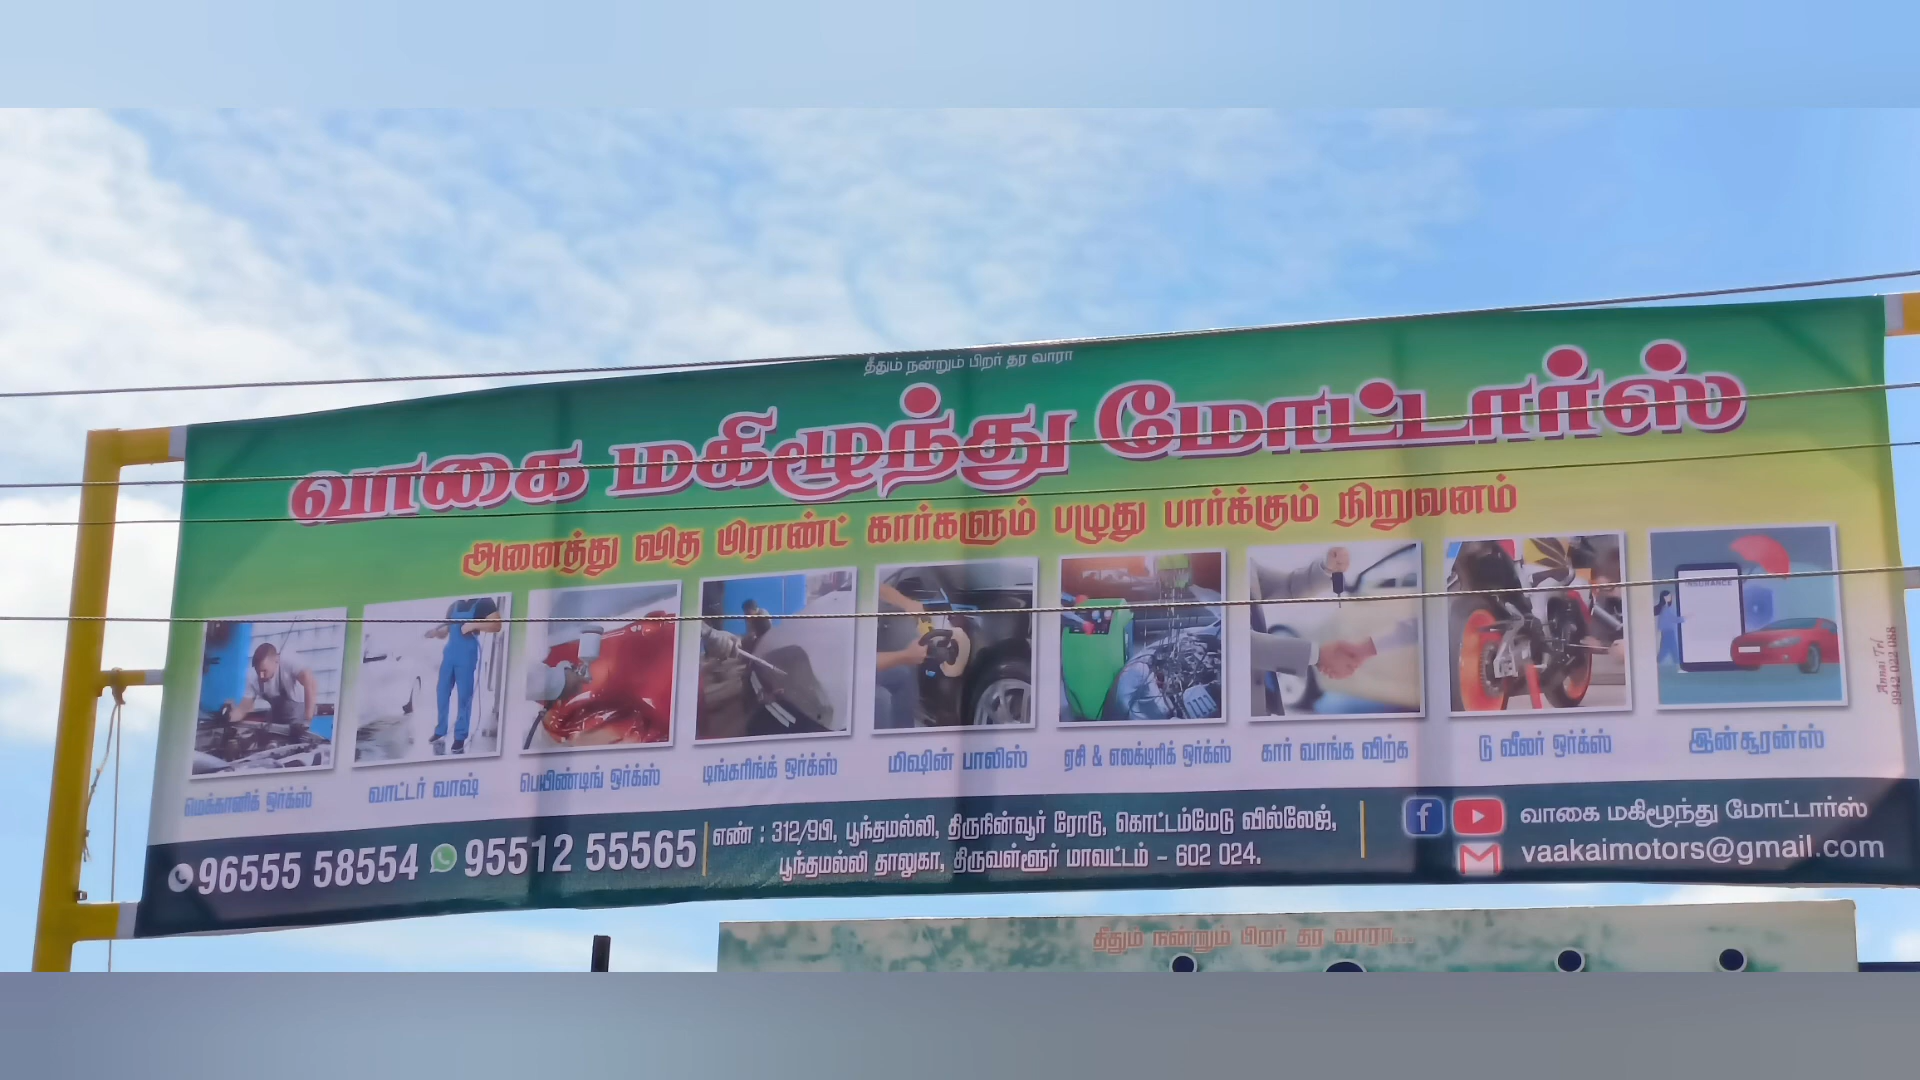 தீதும் நன்றும் பிறர் தர வாரா
வாகை மகிழுந்து மோட்டார்ஸ்
அனைத்து வித பிராண்ட் கார்களும் பழுது பார்க்கும் நிறுவனம்
INSURANCE
மெக்கானிக் ஒர்க்ஸ் வாட்டர் வாஷ் பெயிண்டிங் ஒர்க்ஸ் டிங்கரிங்க் ஒர்க்ஸ் மிஷின் பாலிஸ் ஏசி & எலக்டிரிக் ஒர்க்ஸ் கார் வாங்க விற்க டு வீலர் ஒர்க்ஸ் இன்சூரன்ஸ்
96555 58554 95512 55565
எண் : 312/9பி, பூந்தமல்லி, திருநின்வூர் ரோடு, கொட்டம்மேடு வில்லேஜ்,
பூந்தமல்லி தாலுகா, திருவள்ளூர் மாவட்டம் - 602 024.
வாகை மகிழுந்து மோட்டார்ஸ்
vaakaimotors@gmail.com
தீதும் நன்றும் பிறர் தர வாரா...